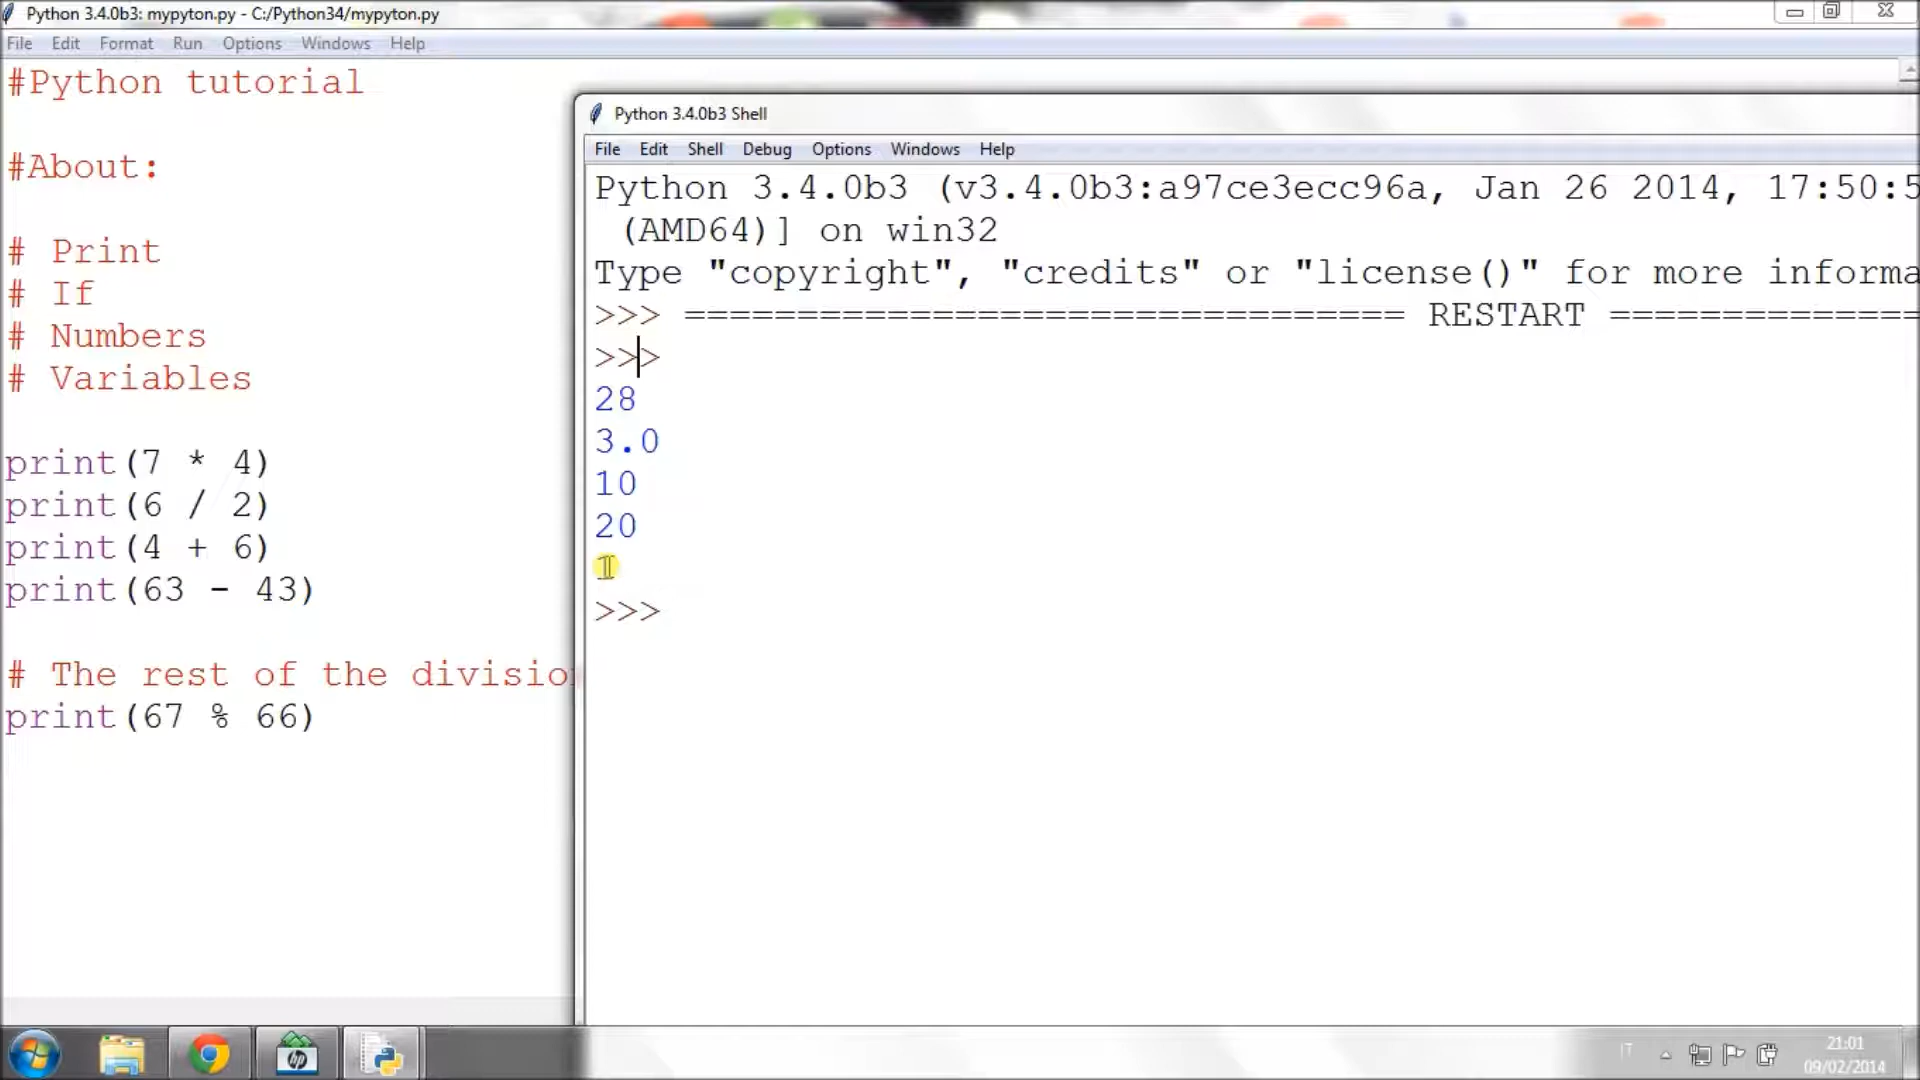 Python 3.4.0b3: mypyton.py - C:/Python34/mypyton.py
File Edit Format Run Options Windows Help
#Python tutorial
#About:
# Print
# If
# Numbers
# Variables
print(7 * 4)
print(6 / 2)
print(4 + 6)
print(63 - 43)
# The rest of the divisio
print(67 % 66)
Python 3.4.0b3 Shell
File Edit Shell Debug Options Windows Help
Python 3.4.0b3 (v3.4.0b3:a97ce3ecc96a, Jan 26 2014, 17:50:5
(AMD64)] on win32
Type "copyright", "credits" or "license()" for more informa
>>> ================================ RESTART ==============
>>>
28
3.0
10
20
1
>>>
IT
21:01
09/02/2014